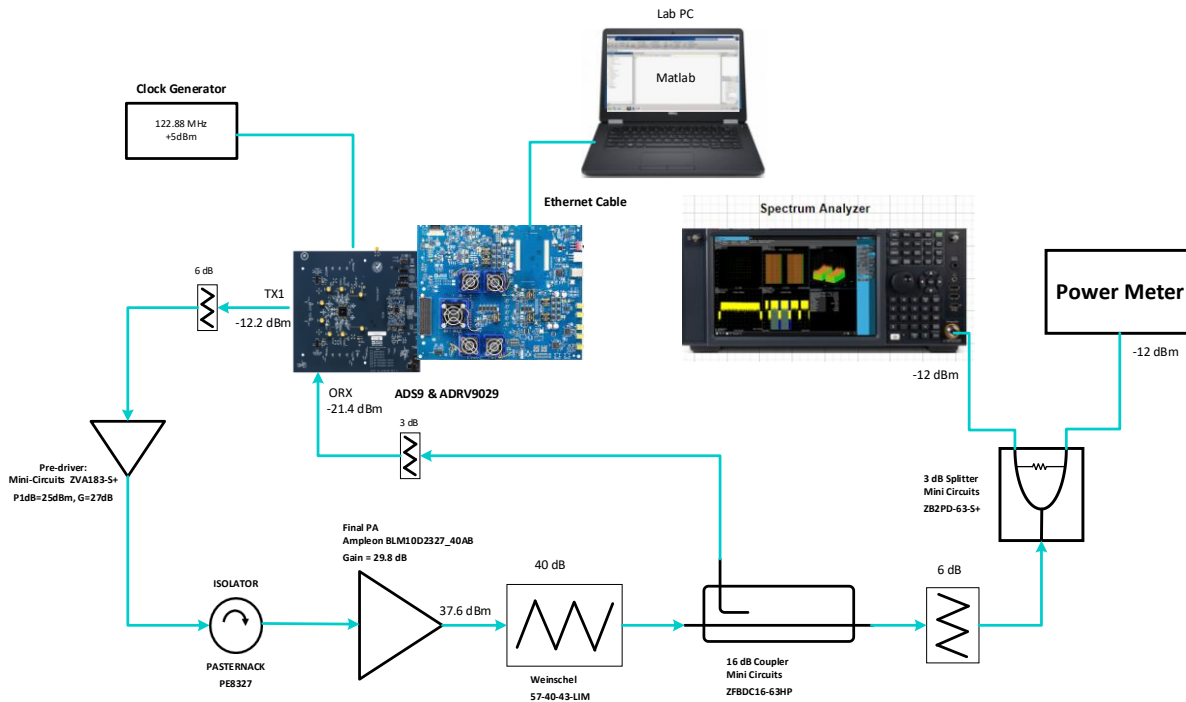 Lab PC
Matlab
Clock Generator
122.88 MHz
+5dBm
Ethernet Cable
Spectrum Analyzer
Power Meter
6 dB
TX1
-12.2 dBm
-12 dBm
-12 dBm
ORX
-21.4 dBm
ADS9 & ADRV9029
3 dB
Pre-driver:
Mini-Circuits ZVA183-S+
P1dB=25dBm, G=27dB
3 dB Splitter
Mini Circuits
ZB2PD-63-S+
Final PA
Ampleon BLM10D2327_40AB
Gain = 29.8 dB
40 dB
6 dB
ISOLATOR
37.6 dBm
PASTERNACK
PE8327
Weinschel
57-40-43-LIM
16 dB Coupler
Mini Circuits
ZFBDC16-63HP